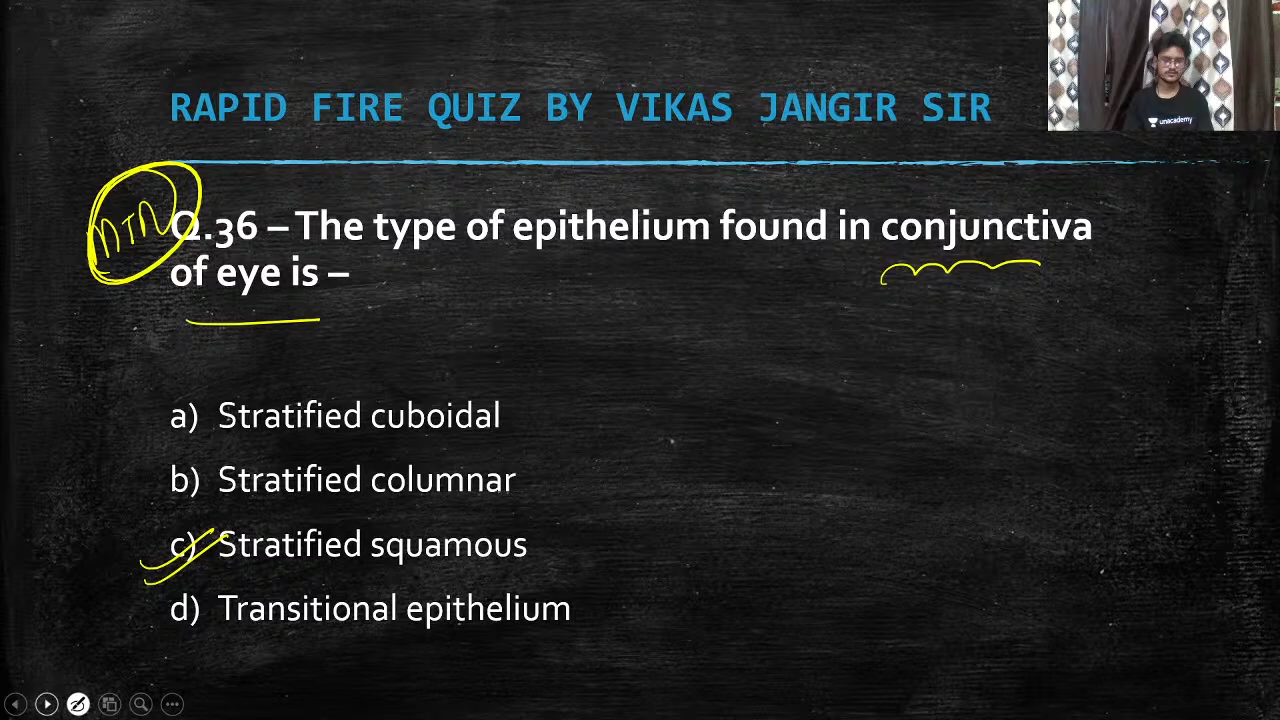 RAPID FIRE QUIZ BY VIKAS JANGIR SIR
unacademy
Q.36 – The type of epithelium found in conjunctiva
of eye is –
a) Stratified cuboidal
b) Stratified columnar
c) Stratified squamous
d) Transitional epithelium